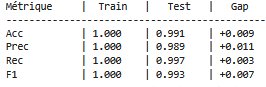 Métrique | Train | Test | Gap
--------------------------------------------
Acc | 1.000 | 0.991 | +0.009
Prec | 1.000 | 0.989 | +0.011
Rec | 1.000 | 0.997 | +0.003
F1 | 1.000 | 0.993 | +0.007